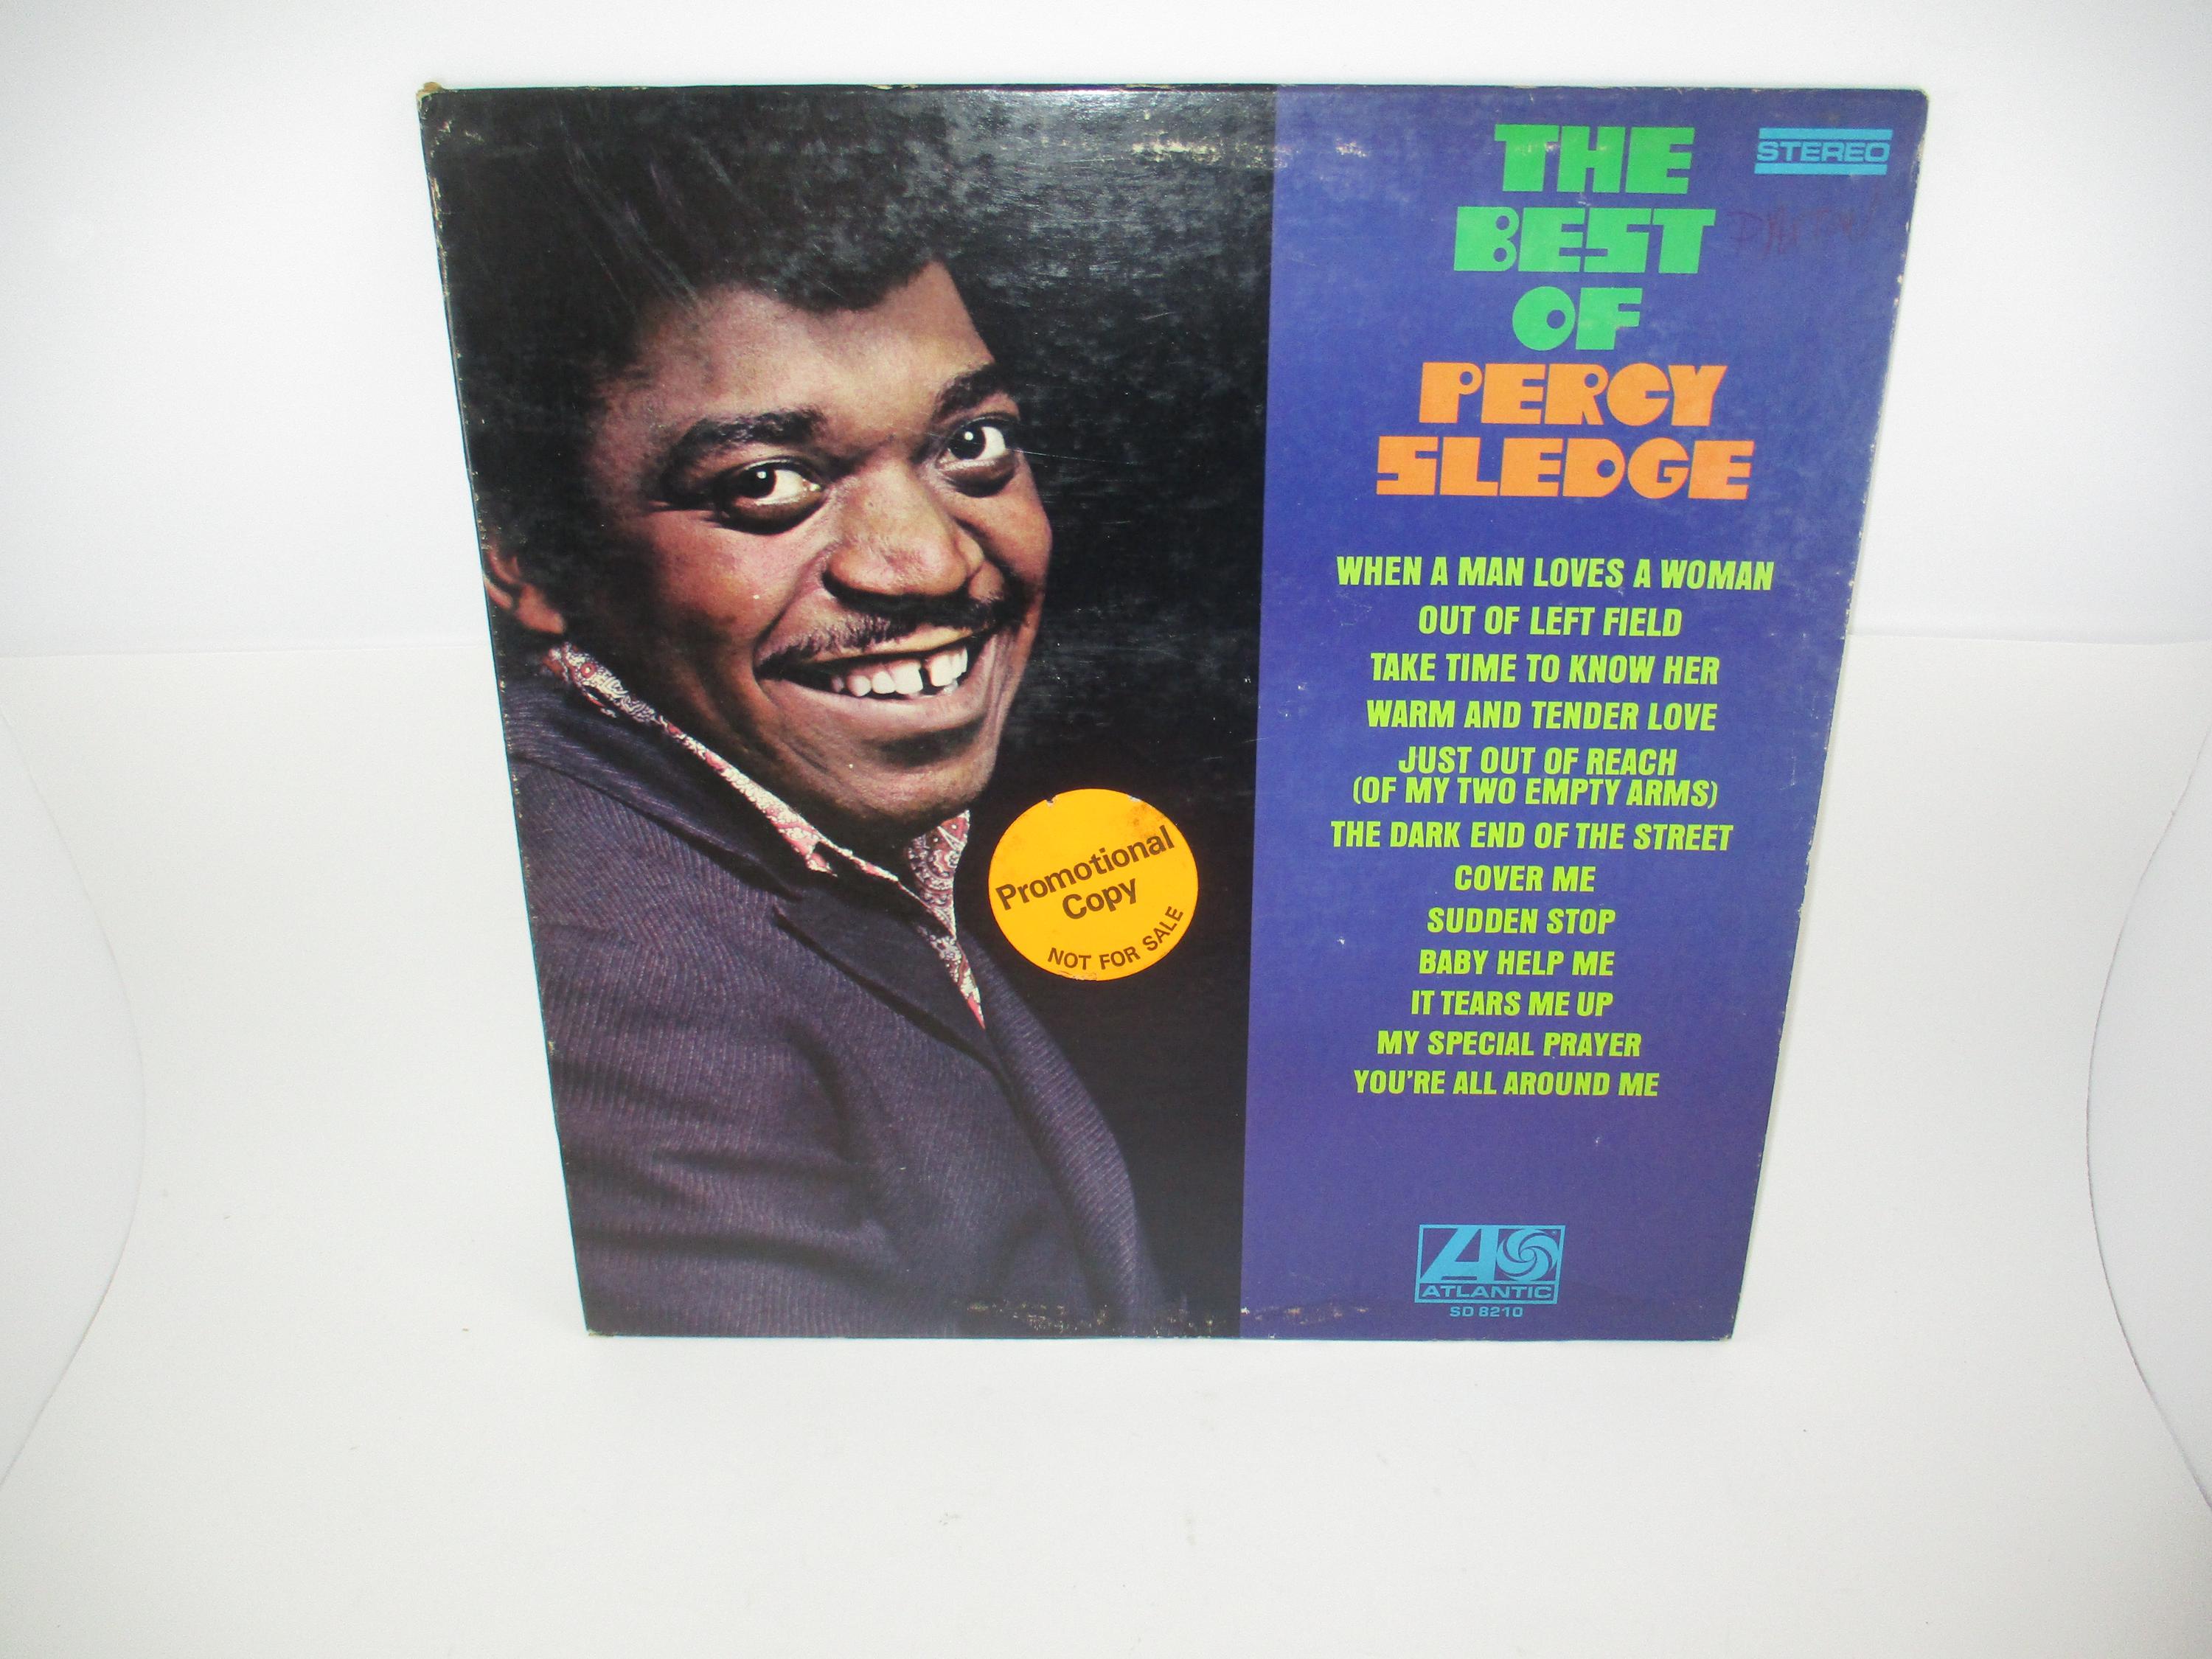 THE
BEST
OF
PERCY
SLEDGE
STEREO
WHEN A MAN LOVES A WOMAN
OUT OF LEFT FIELD
TAKE TIME TO KNOW HER
WARM AND TENDER LOVE
JUST OUT OF REACH
(OF MY TWO EMPTY ARMS)
THE DARK END OF THE STREET
COVER ME
SUDDEN STOP
BABY HELP ME
IT TEARS ME UP
MY SPECIAL PRAYER
YOU'RE ALL AROUND ME
Promotional
Copy
NOT FOR SALE
ATLANTIC
SD 8210